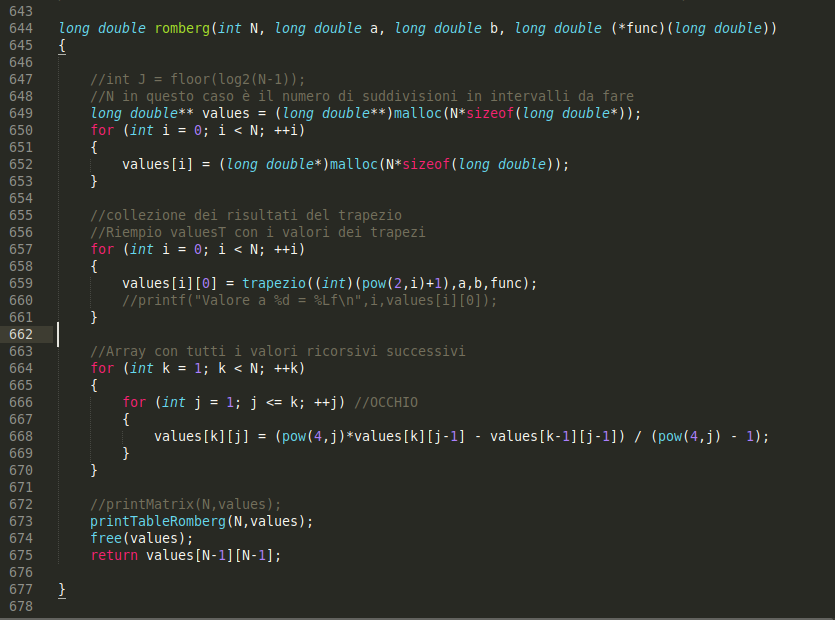 643
644 long double romberg(int N, long double a, long double b, long double (*func)(long double))
645 {
646
647 //int J = floor(log2(N-1));
648 //N in questo caso è il numero di suddivisioni in intervalli da fare
649 long double** values = (long double**)malloc(N*sizeof(long double*));
650 for (int i = 0; i < N; ++i)
651 {
652 values[i] = (long double*)malloc(N*sizeof(long double));
653 }
654
655 //collezione dei risultati del trapezio
656 //Riempio valuesT con i valori dei trapezi
657 for (int i = 0; i < N; ++i)
658 {
659 values[i][0] = trapezio((int)(pow(2,i)+1),a,b,func);
660 //printf("Valore a %d = %Lf\n",i,values[i][0]);
661 }
662
663 //Array con tutti i valori ricorsivi successivi
664 for (int k = 1; k < N; ++k)
665 {
666 for (int j = 1; j <= k; ++j) //OCCHIO
667 {
668 values[k][j] = (pow(4,j)*values[k][j-1] - values[k-1][j-1]) / (pow(4,j) - 1);
669 }
670 }
671
672 //printMatrix(N,values);
673 printTableRomberg(N,values);
674 free(values);
675 return values[N-1][N-1];
676
677 }
678